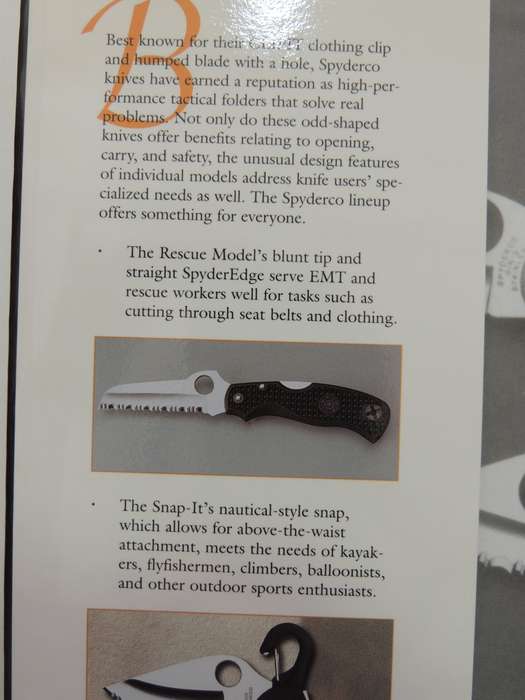 B
Best known for their CLIPIT clothing clip
and humped blade with a hole, Spyderco
knives have earned a reputation as high-per-
formance tactical folders that solve real
problems. Not only do these odd-shaped
knives offer benefits relating to opening,
carry, and safety, the unusual design features
of individual models address knife users' spe-
cialized needs as well. The Spyderco lineup
offers something for everyone.
· The Rescue Model's blunt tip and
straight SpyderEdge serve EMT and
rescue workers well for tasks such as
cutting through seat belts and clothing.
· The Snap-It's nautical-style snap,
which allows for above-the-waist
attachment, meets the needs of kayak-
ers, flyfishermen, climbers, balloonists,
and other outdoor sports enthusiasts.